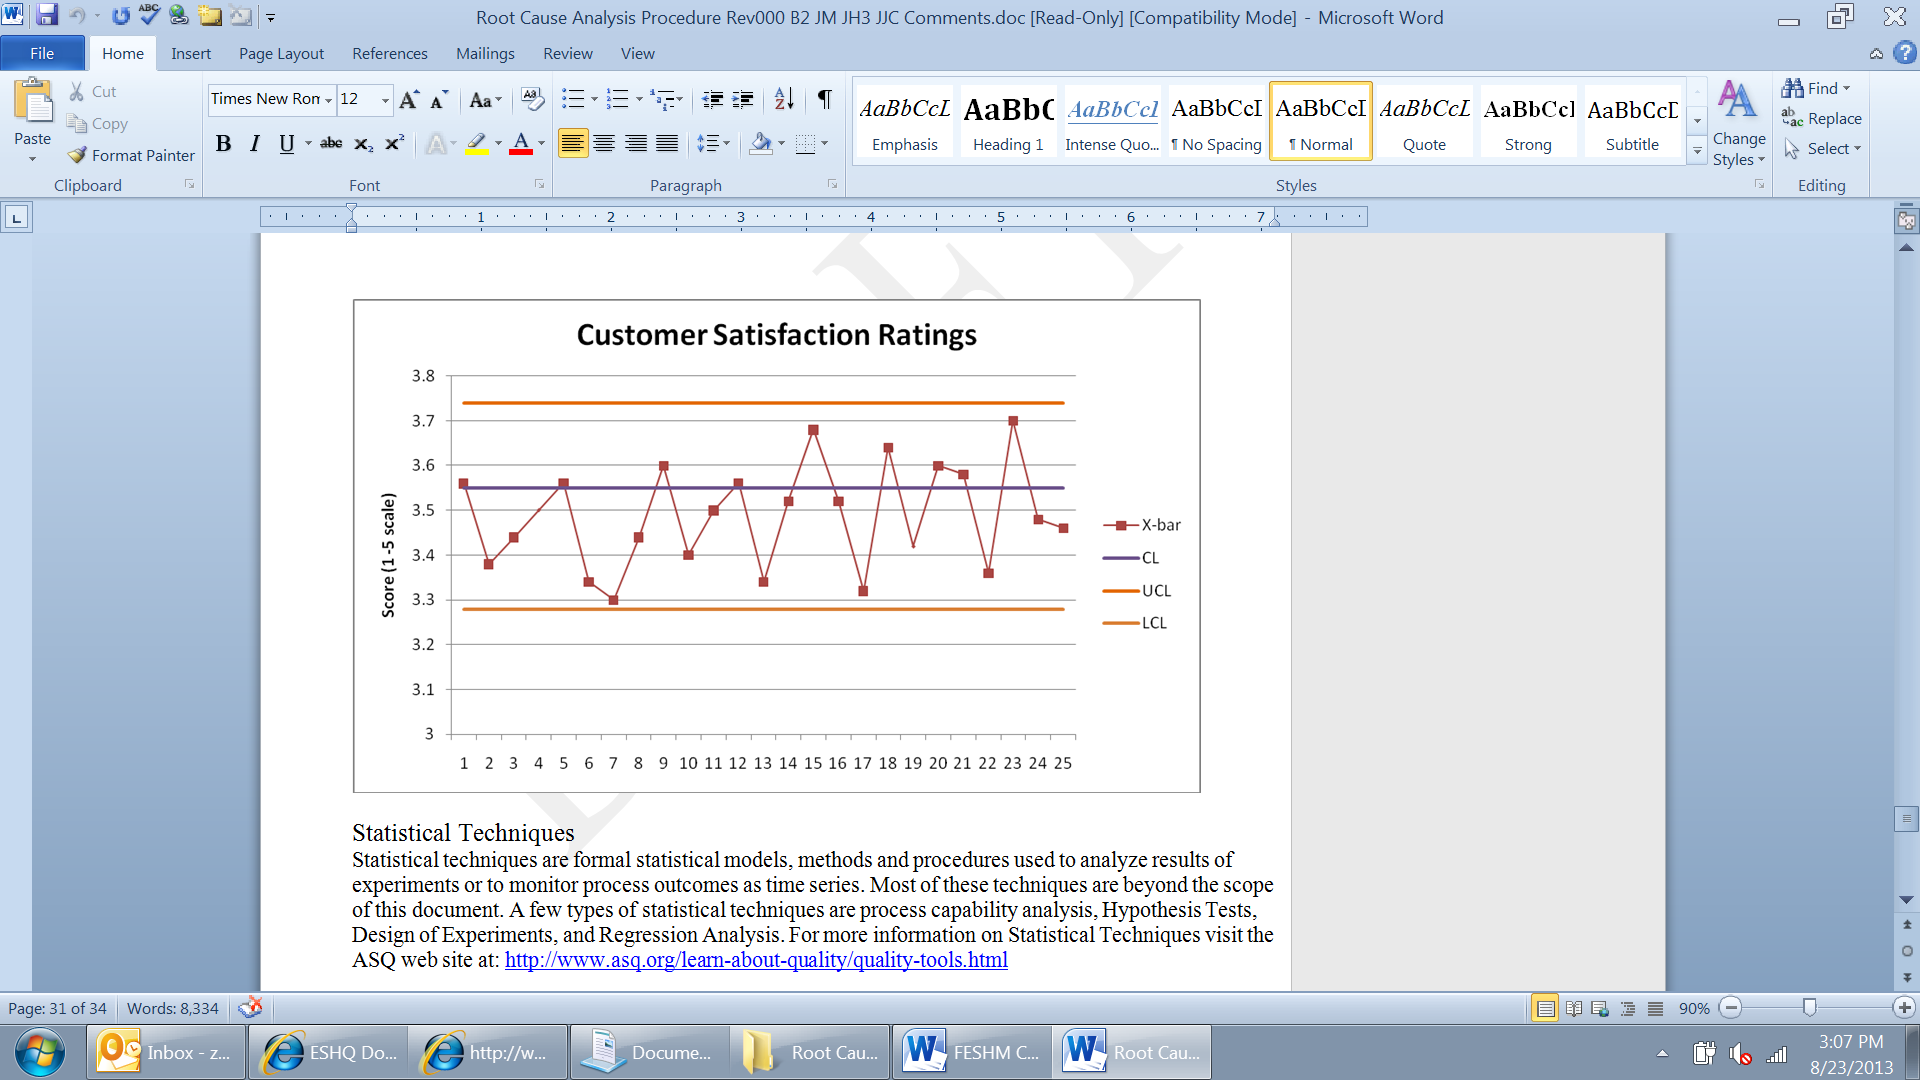 Root Cause Analysis Procedure Rev000 B2 JM JH3 JJC Comments.doc [Read-Only] [Compatibility Mode] - Microsoft Word
File Home Insert Page Layout References Mailings Review View
Paste
Cut
Copy
Format Painter
Clipboard
Times New Rom 12
Font
Paragraph
AaBbCcL AaBbC AaBbCcI AaBbCcI AaBbCcI AaBbCcL AaBbCcI AaBbCcD
Emphasis Heading 1 Intense Quo... ¶ No Spacing ¶ Normal Quote Strong Subtitle
Styles
Change Styles
Find
Replace
Select
Editing
1 2 3 4 5 6 7
Customer Satisfaction Ratings
Score (1 -5 scale)
3.8
3.7
3.6
3.5
3.4
3.3
3.2
3.1
3
1 2 3 4 5 6 7 8 9 10 11 12 13 14 15 16 17 18 19 20 21 22 23 24 25
X-bar
CL
UCL
LCL
Statistical Techniques
Statistical techniques are formal statistical models, methods and procedures used to analyze results of
experiments or to monitor process outcomes as time series. Most of these techniques are beyond the scope
of this document. A few types of statistical techniques are process capability analysis, Hypothesis Tests,
Design of Experiments, and Regression Analysis. For more information on Statistical Techniques visit the
ASQ web site at: http://www.asq.org/learn-about-quality/quality-tools.html
Page: 31 of 34 Words: 8,334 90%
Inbox - z... ESHQ Do... http://w... Docume... Root Cau... FESHM C... Root Cau...
3:07 PM
8/23/2013